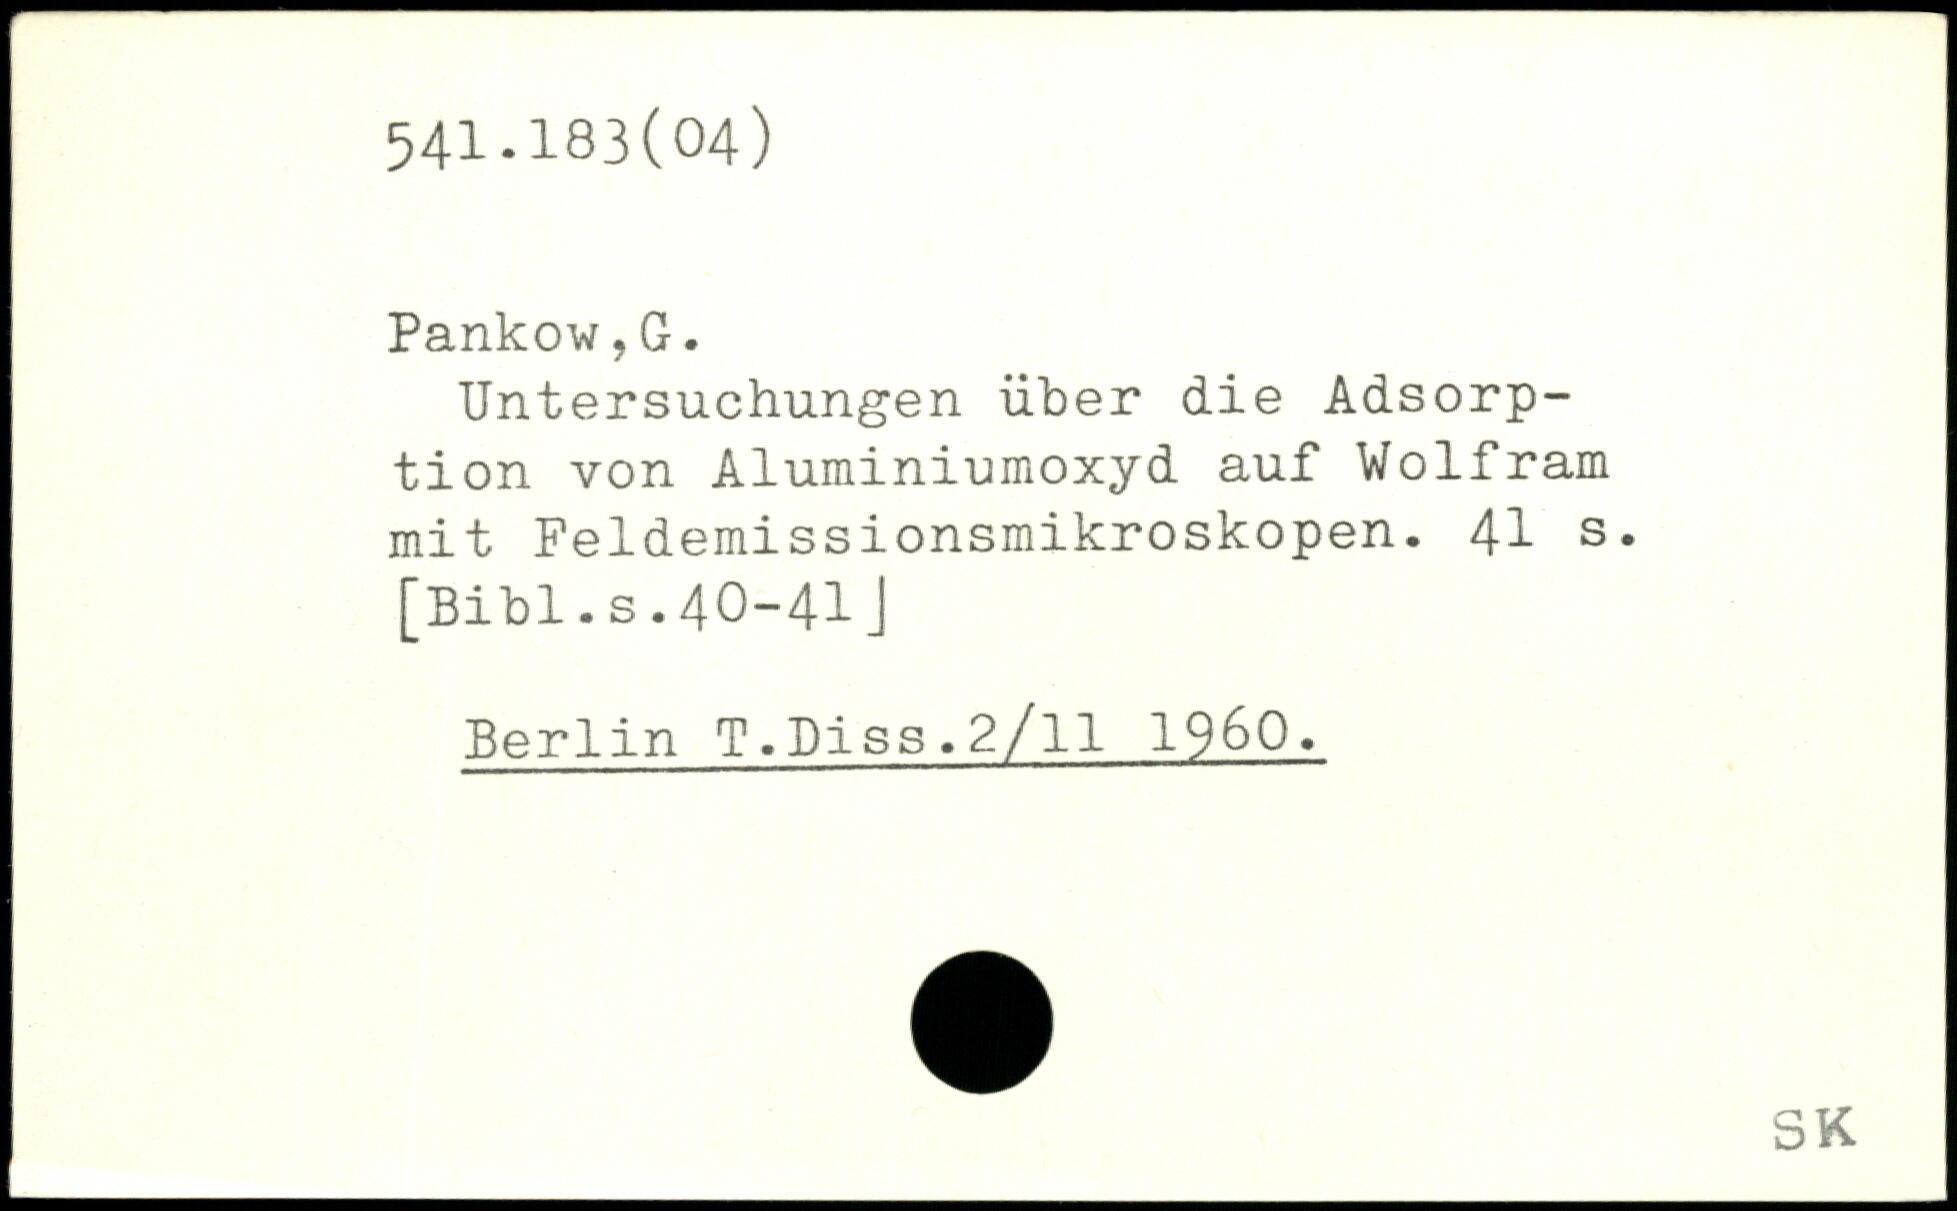 541.183(04)
Pankow,G.
Untersuchungen über die Adsorp-
tion von Aluminiumoxyd auf Wolfram
mit Feldemissionsmikroskopen. 41 s.
[Bibl.s.40-41]
Berlin T.Diss.2/11 1960.
SK